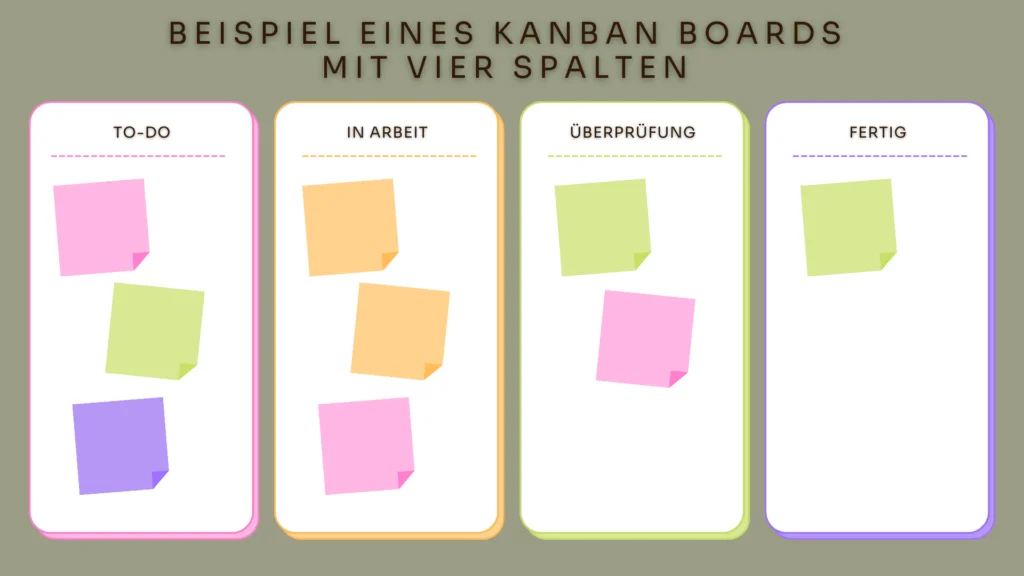 BEISPIEL EINES KANBAN BOARDS
MIT VIER SPALTEN
TO-DO
IN ARBEIT
ÜBERPRÜFUNG
FERTIG